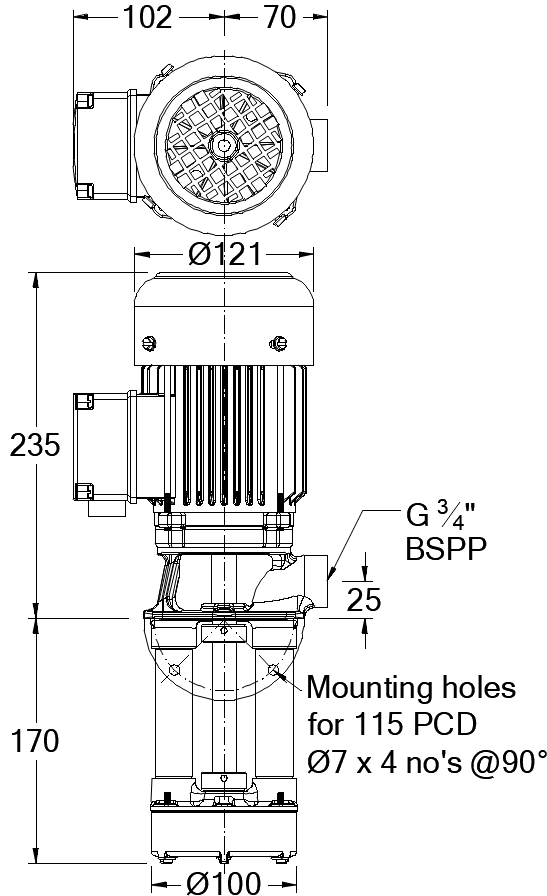 102
70
Ø121
235
G ¾"
BSPP
25
Mounting holes
for 115 PCD
Ø7 x 4 no's @90°
170
Ø100